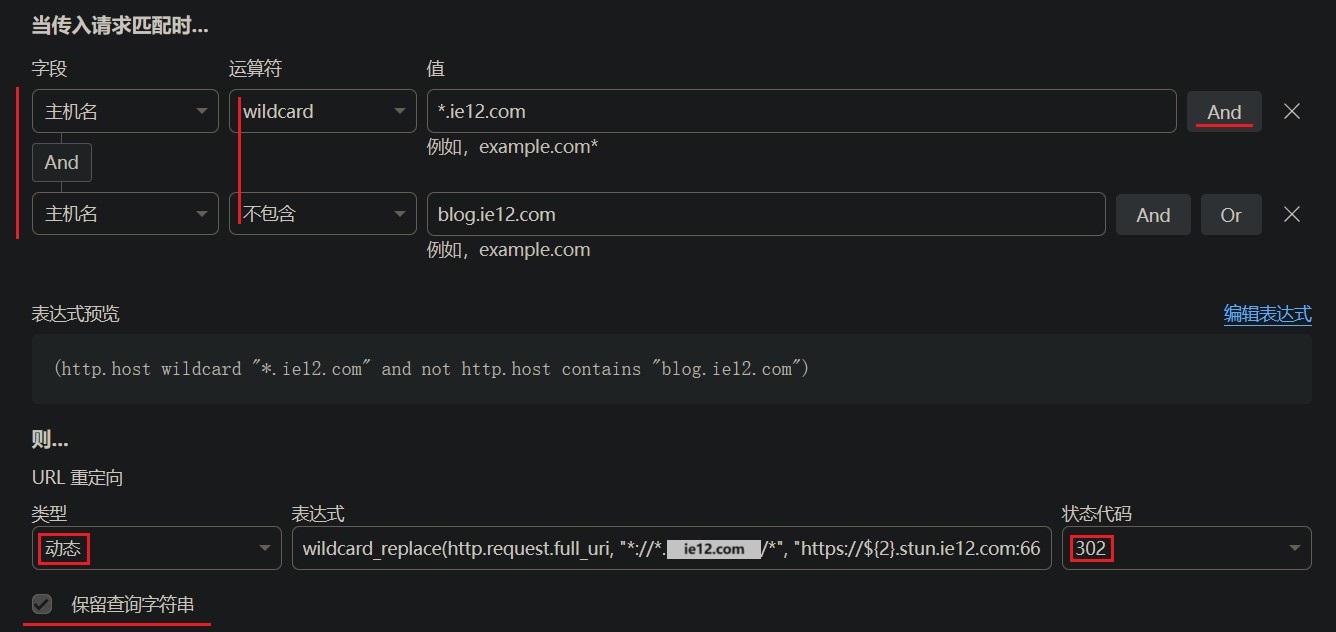 当传入请求匹配时...
字段 运算符 值
主机名 wildcard *.ie12.com And
例如，example.com*
And
主机名 不包含 blog.ie12.com And Or
例如，example.com
表达式预览 编辑表达式
(http.host wildcard "*.ie12.com" and not http.host contains "blog.ie12.com")
则...
URL 重定向
类型 表达式 状态代码
动态 wildcard_replace(http.request.full_uri, "*://*.ie12.com/*", "https://${2}.stun.ie12.com:66 302
保留查询字符串